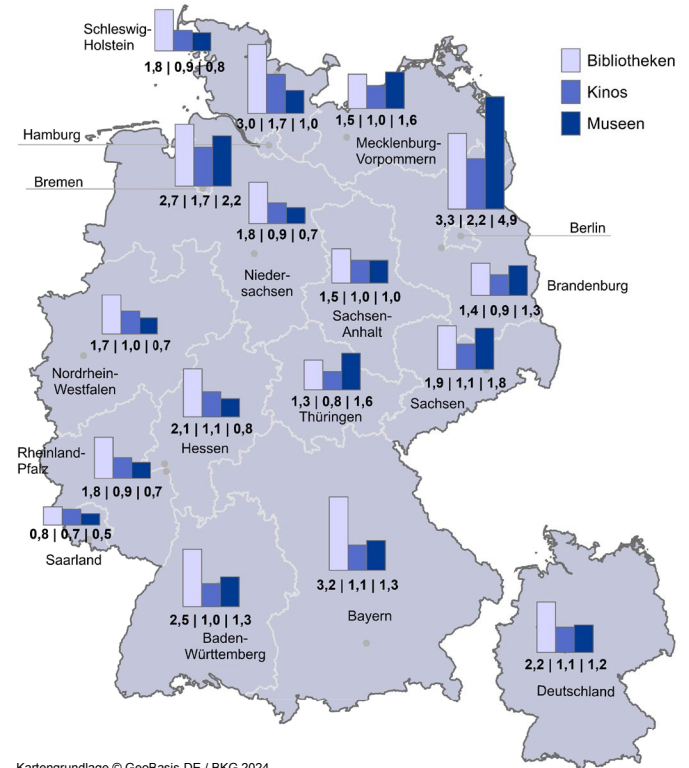 Schleswig-
Holstein
1,8 | 0,9 | 0,8
Bibliotheken
Kinos
Museen
3,0 | 1,7 | 1,0
1,5 | 1,0 | 1,6
Hamburg
Mecklenburg-
Vorpommern
Bremen
2,7 | 1,7 | 2,2
3,3 | 2,2 | 4,9
Berlin
1,8 | 0,9 | 0,7
Nieder-
sachsen
1,5 | 1,0 | 1,0
Sachsen-
Anhalt
Brandenburg
1,4 | 0,9 | 1,3
1,7 | 1,0 | 0,7
Nordrhein-
Westfalen
1,9 | 1,1 | 1,8
Sachsen
1,3 | 0,8 | 1,6
Thüringen
2,1 | 1,1 | 0,8
Hessen
Rheinland-
Pfalz
1,8 | 0,9 | 0,7
0,8 | 0,7 | 0,5
Saarland
3,2 | 1,1 | 1,3
Bayern
2,5 | 1,0 | 1,3
Baden-
Württemberg
2,2 | 1,1 | 1,2
Deutschland
Kartengrundlage © GeoBasis-DE / BKG 2024